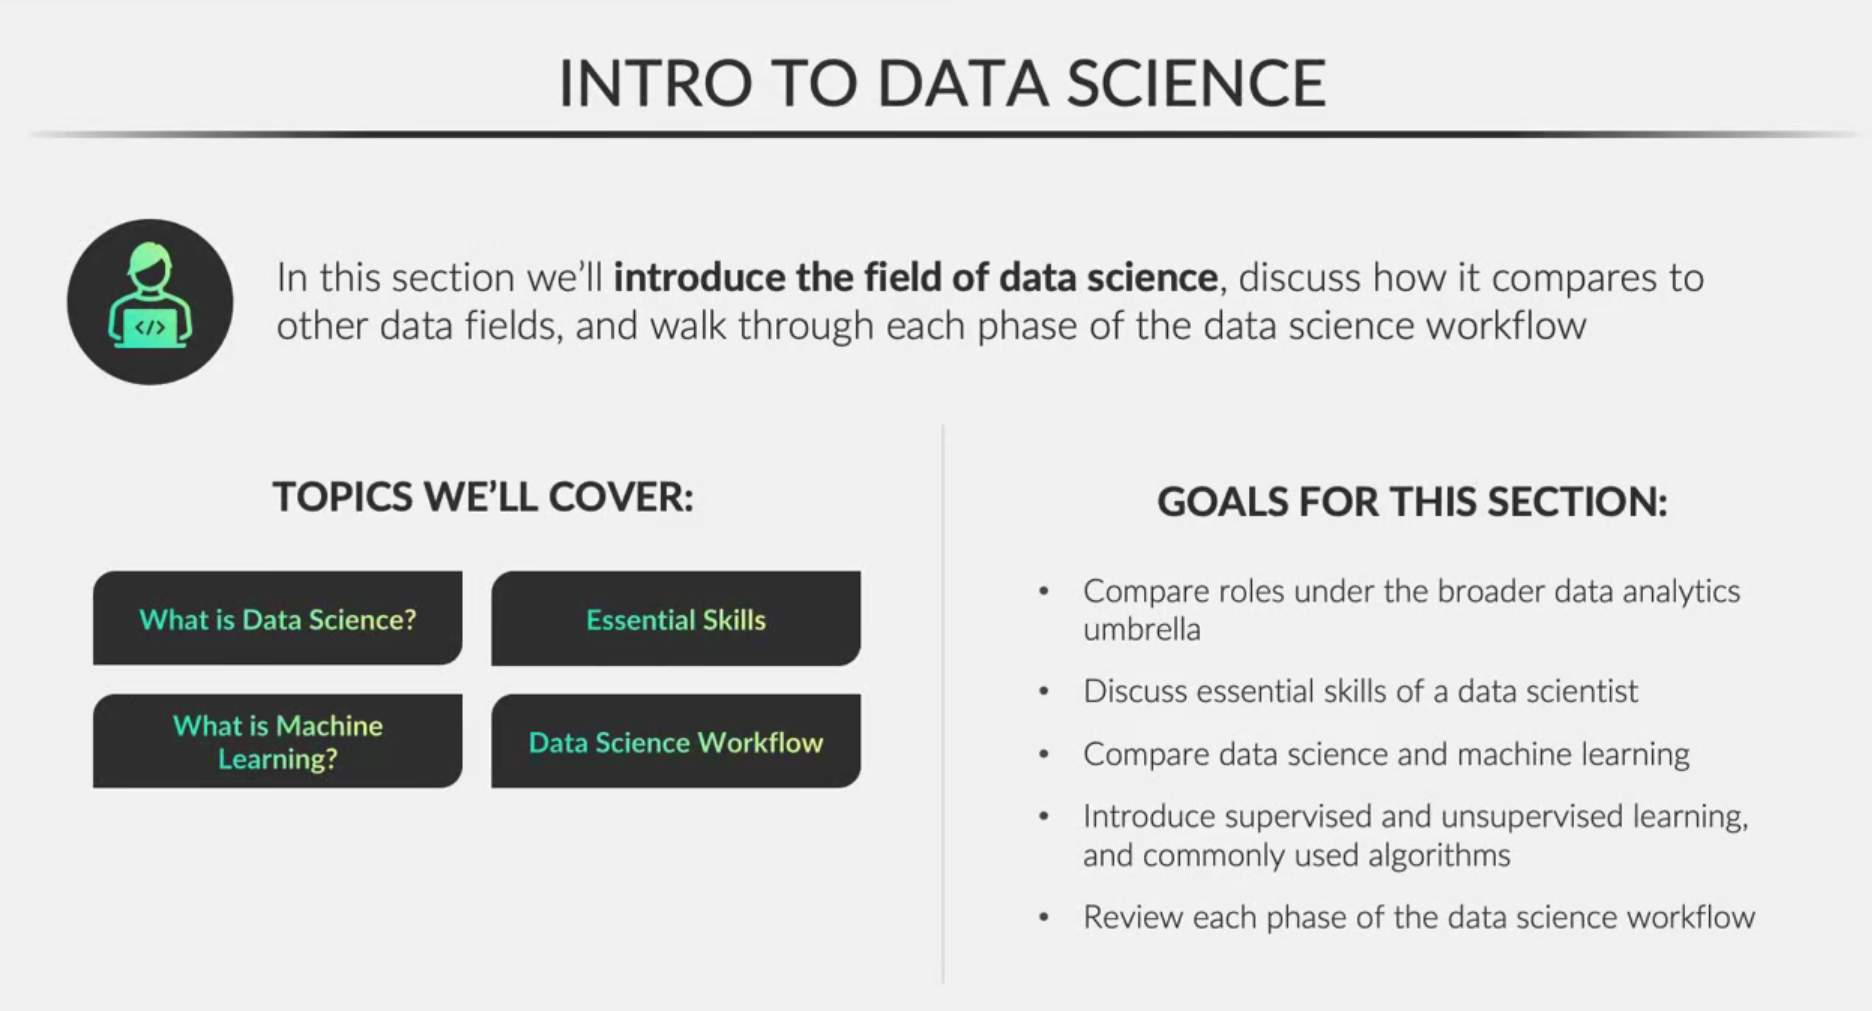 INTRO TO DATA SCIENCE
</>
In this section we’ll introduce the field of data science, discuss how it compares to
other data fields, and walk through each phase of the data science workflow
TOPICS WE’LL COVER:
What is Data Science?
Essential Skills
What is Machine
Learning?
Data Science Workflow
GOALS FOR THIS SECTION:
• Compare roles under the broader data analytics
umbrella
• Discuss essential skills of a data scientist
• Compare data science and machine learning
• Introduce supervised and unsupervised learning,
and commonly used algorithms
• Review each phase of the data science workflow